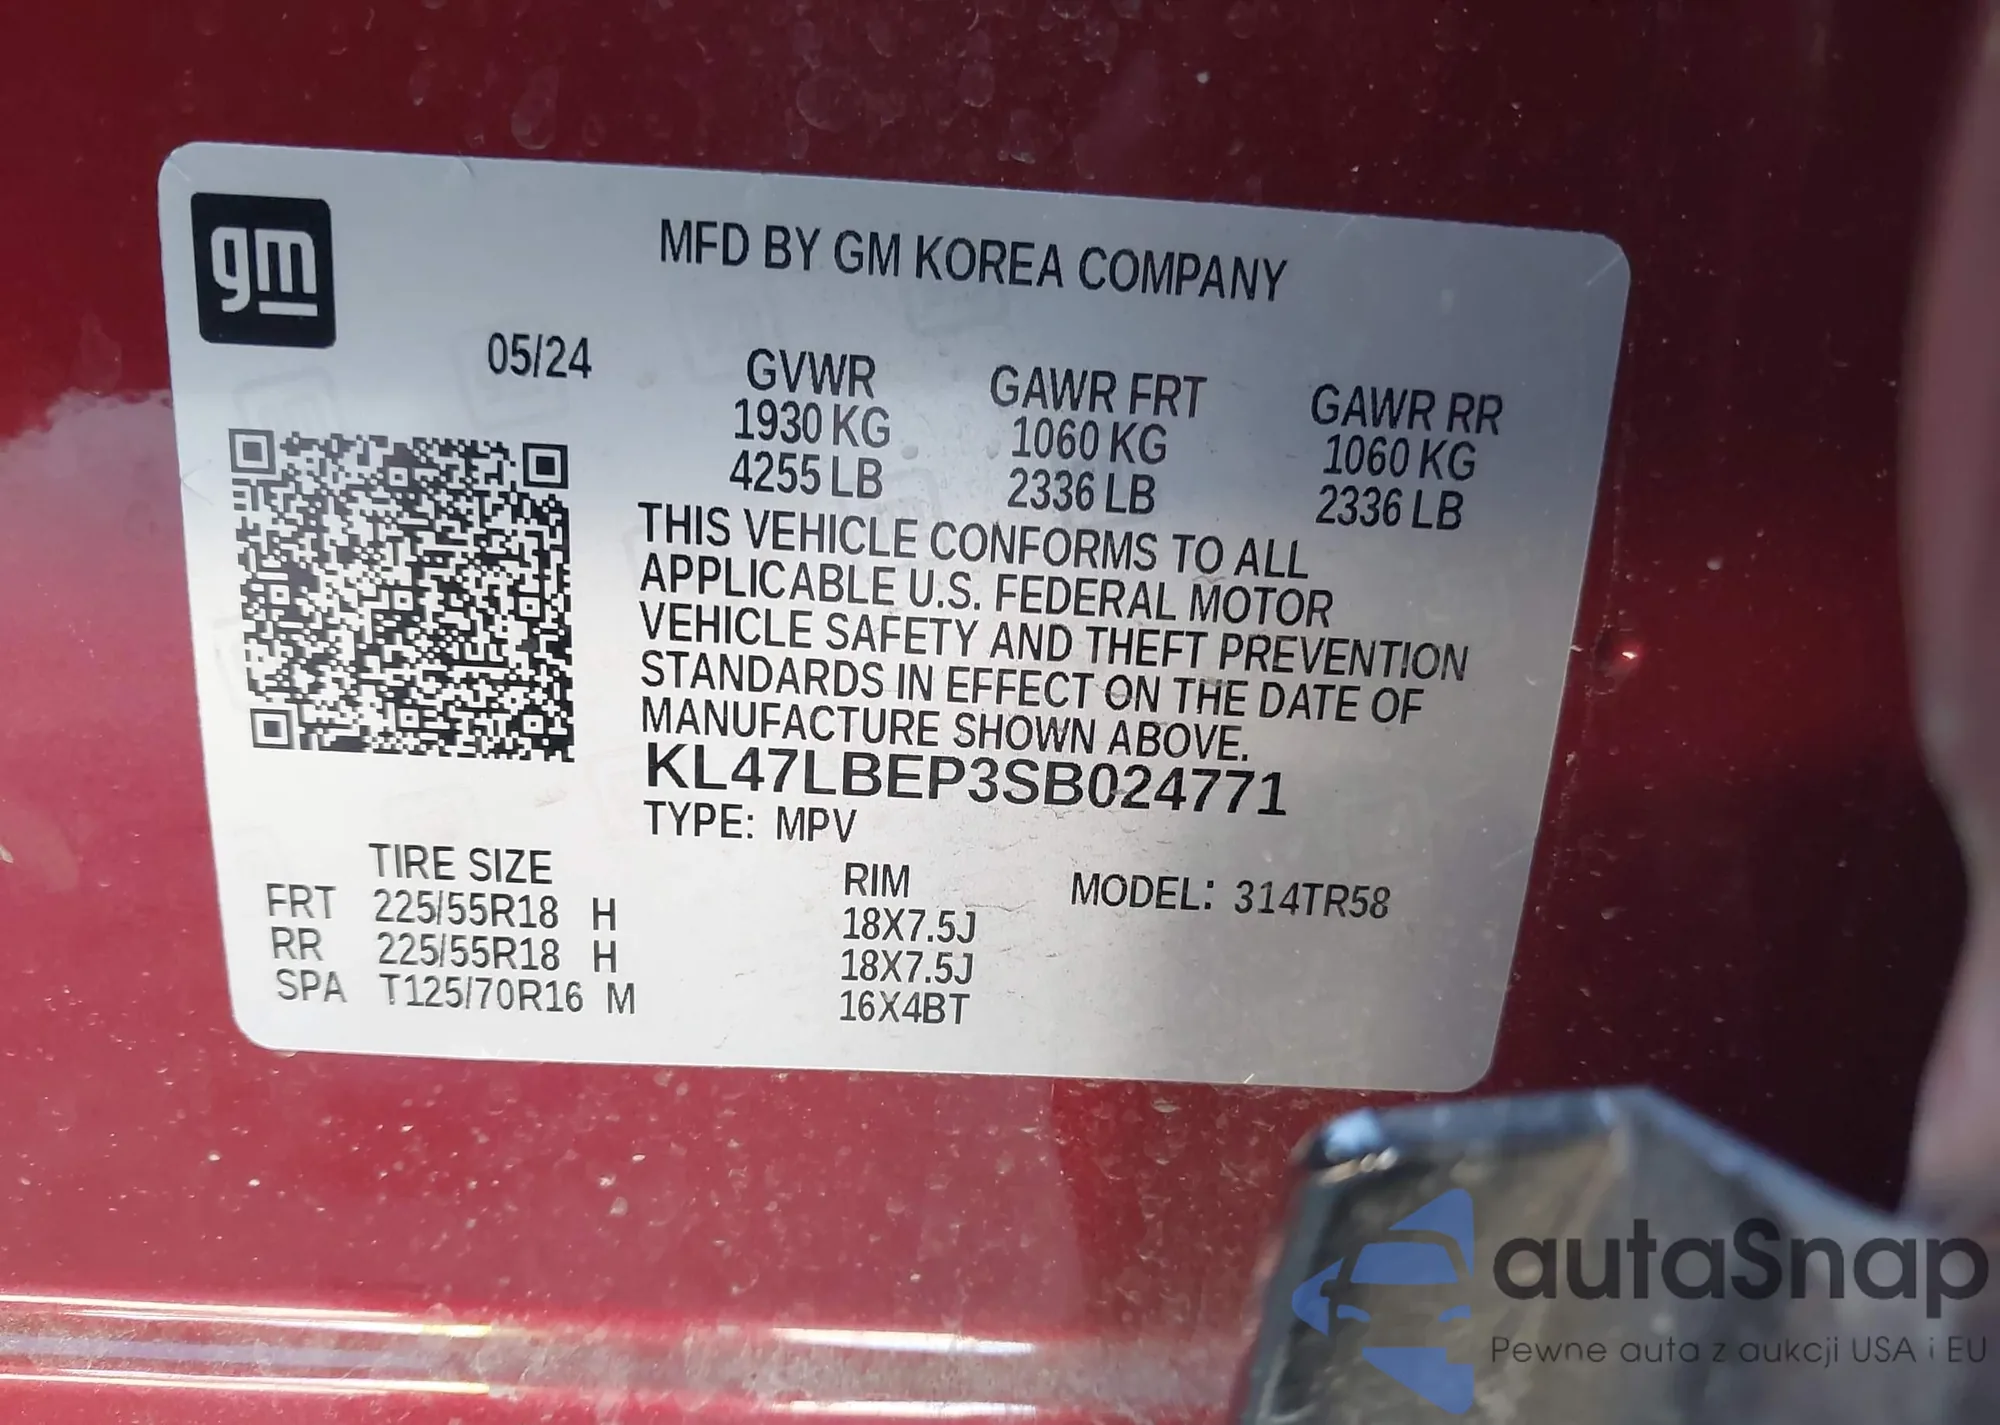 gm
MFD BY GM KOREA COMPANY
05/24
GVWR GAWR FRT GAWR RR
1930 KG 1060 KG 1060 KG
4255 LB 2336 LB 2336 LB
THIS VEHICLE CONFORMS TO ALL
APPLICABLE U.S. FEDERAL MOTOR
VEHICLE SAFETY AND THEFT PREVENTION
STANDARDS IN EFFECT ON THE DATE OF
MANUFACTURE SHOWN ABOVE.
KL47LBEP3SB024771
TYPE: MPV
TIRE SIZE RIM MODEL: 314TR58
FRT 225/55R18 H 18X7.5J
RR 225/55R18 H 18X7.5J
SPA T125/70R16 M 16X4BT
autaSnap
Pewne auta z aukcji USA i EU